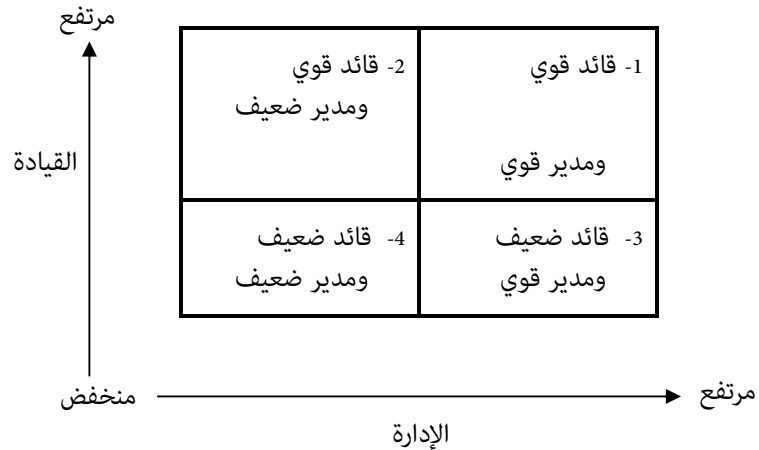 مرتفع
1- قائد قوي
ومدير قوي
2- قائد قوي
ومدير ضعيف
القيادة
3- قائد ضعيف
ومدير قوي
4- قائد ضعيف
ومدير ضعيف
مرتفع
منخفض
الإدارة